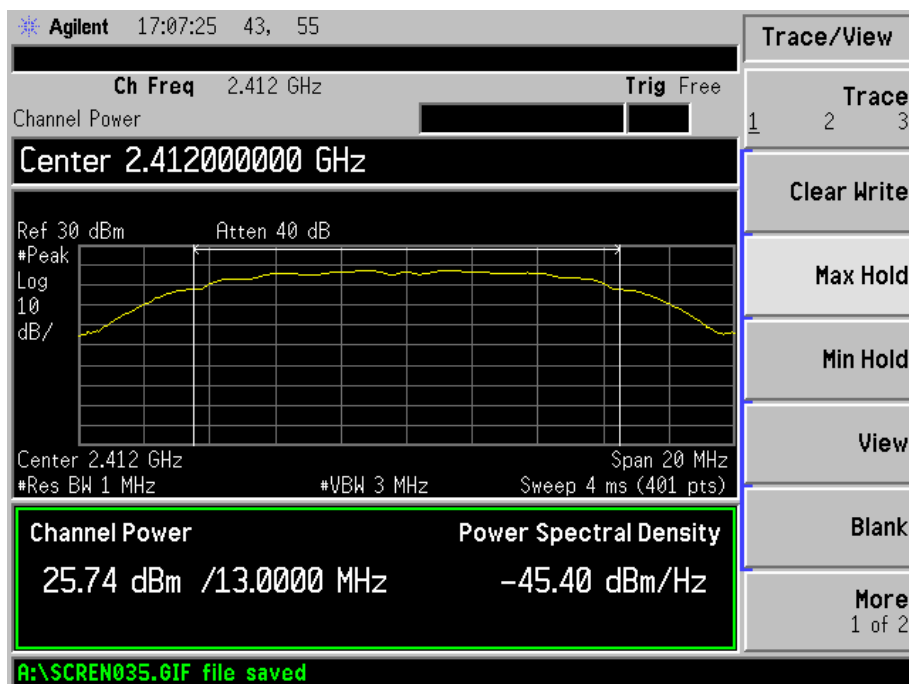 Agilent 17:07:25 43, 55
Trace/View
Ch Freq 2.412 GHz Trig Free
Channel Power
Trace
1 2 3
Center 2.412000000 GHz
Clear Write
Ref 30 dBm Atten 40 dB
#Peak
Log
10
dB/
Max Hold
Min Hold
View
Center 2.412 GHz Span 20 MHz
#Res BW 1 MHz #VBW 3 MHz Sweep 4 ms (401 pts)
Channel Power Power Spectral Density
Blank
25.74 dBm /13.0000 MHz -45.40 dBm/Hz
More
1 of 2
A:\SCREN035.GIF file saved